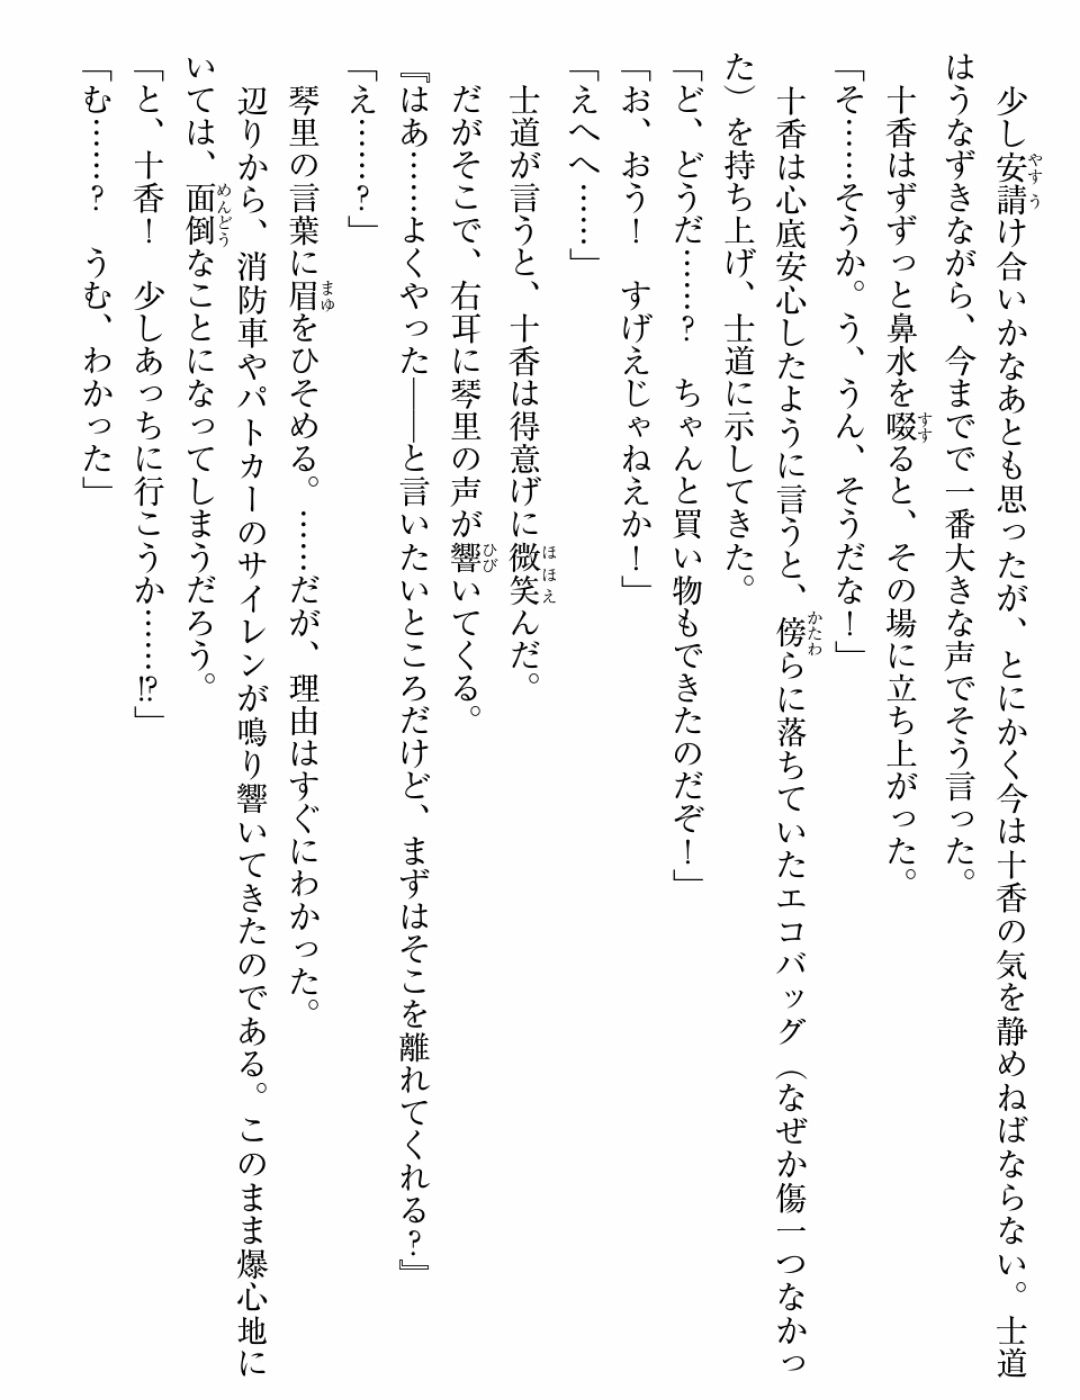 少し安請け合いかなあとも思ったが、とにかく今は十香の気を静めねばならない。士道
はうなずきながら、今までで一番大きな声でそう言った。
十香はずずっと鼻水を啜ると、その場に立ち上がった。
「そ……そうか。う、うん、そうだな！」
十香は心底安心したように言うと、傍らに落ちていたエコバッグ（なぜか傷一つなかっ
た）を持ち上げ、士道に示してきた。
「ど、どうだ……？　ちゃんと買い物もできたのだぞ！」
「お、おう！　すげえじゃねえか！」
「えへへ……」
士道が言うと、十香は得意げに微笑んだ。
だがそこで、右耳に琴里の声が響いてくる。
『はあ……よくやった——と言いたいところだけど、まずはそこを離れてくれる？』
「え……？」
琴里の言葉に眉をひそめる。……だが、理由はすぐにわかった。
辺りから、消防車やパトカーのサイレンが鳴り響いてきたのである。このまま爆心地に
いては、面倒なことになってしまうだろう。
「と、十香！　少しあっちに行こうか……⁉」
「む……？　うむ、わかった」